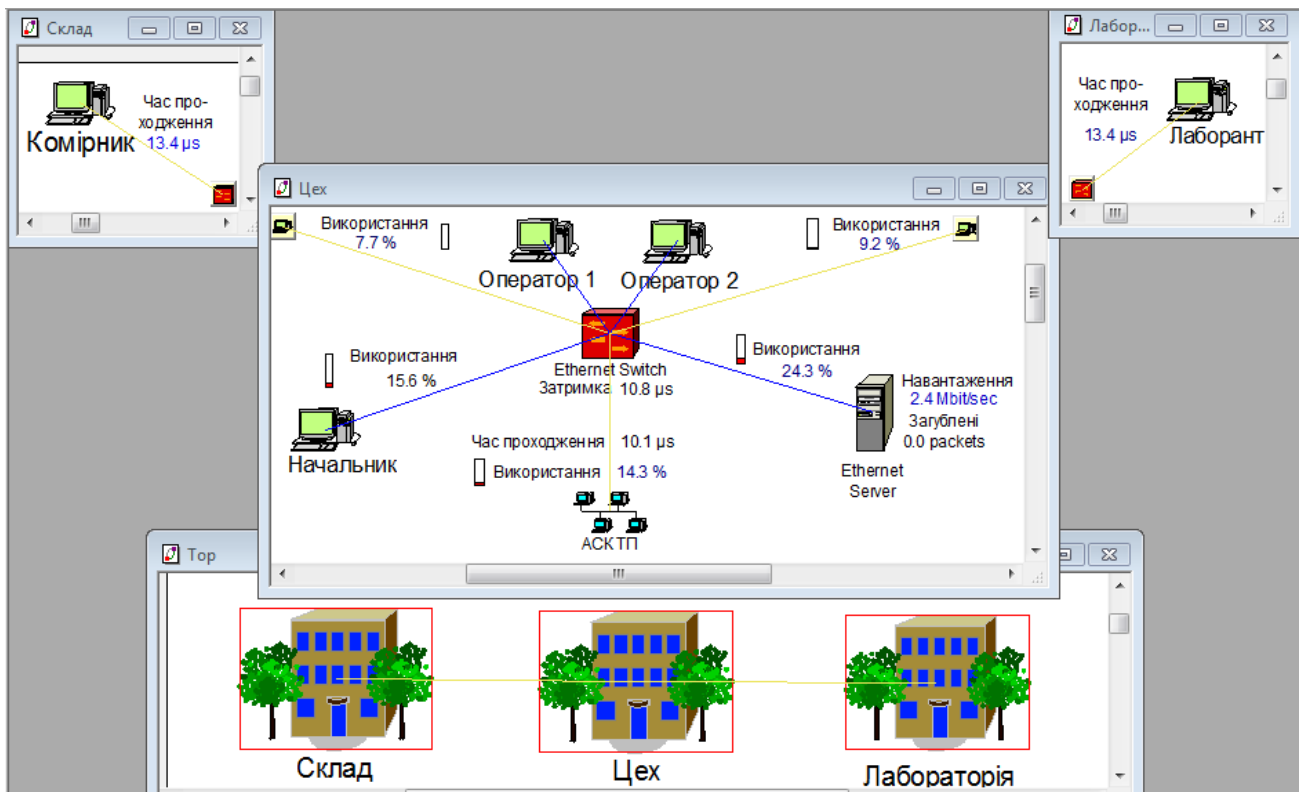 Склад
Час про-
ходження
13.4 µs
Комірник
Лабор...
Час про-
ходження
13.4 µs
Лаборант
Цех
Використання
7.7 %
Оператор 1
Оператор 2
Використання
9.2 %
Використання
15.6 %
Ethernet Switch
Затримка 10.8 µs
Використання
24.3 %
Навантаження
2.4 Mbit/sec
Загублені
0.0 packets
Начальник
Час проходження 10.1 µs
Використання 14.3 %
Ethernet
Server
АСКТП
Top
Склад
Цех
Лабораторія